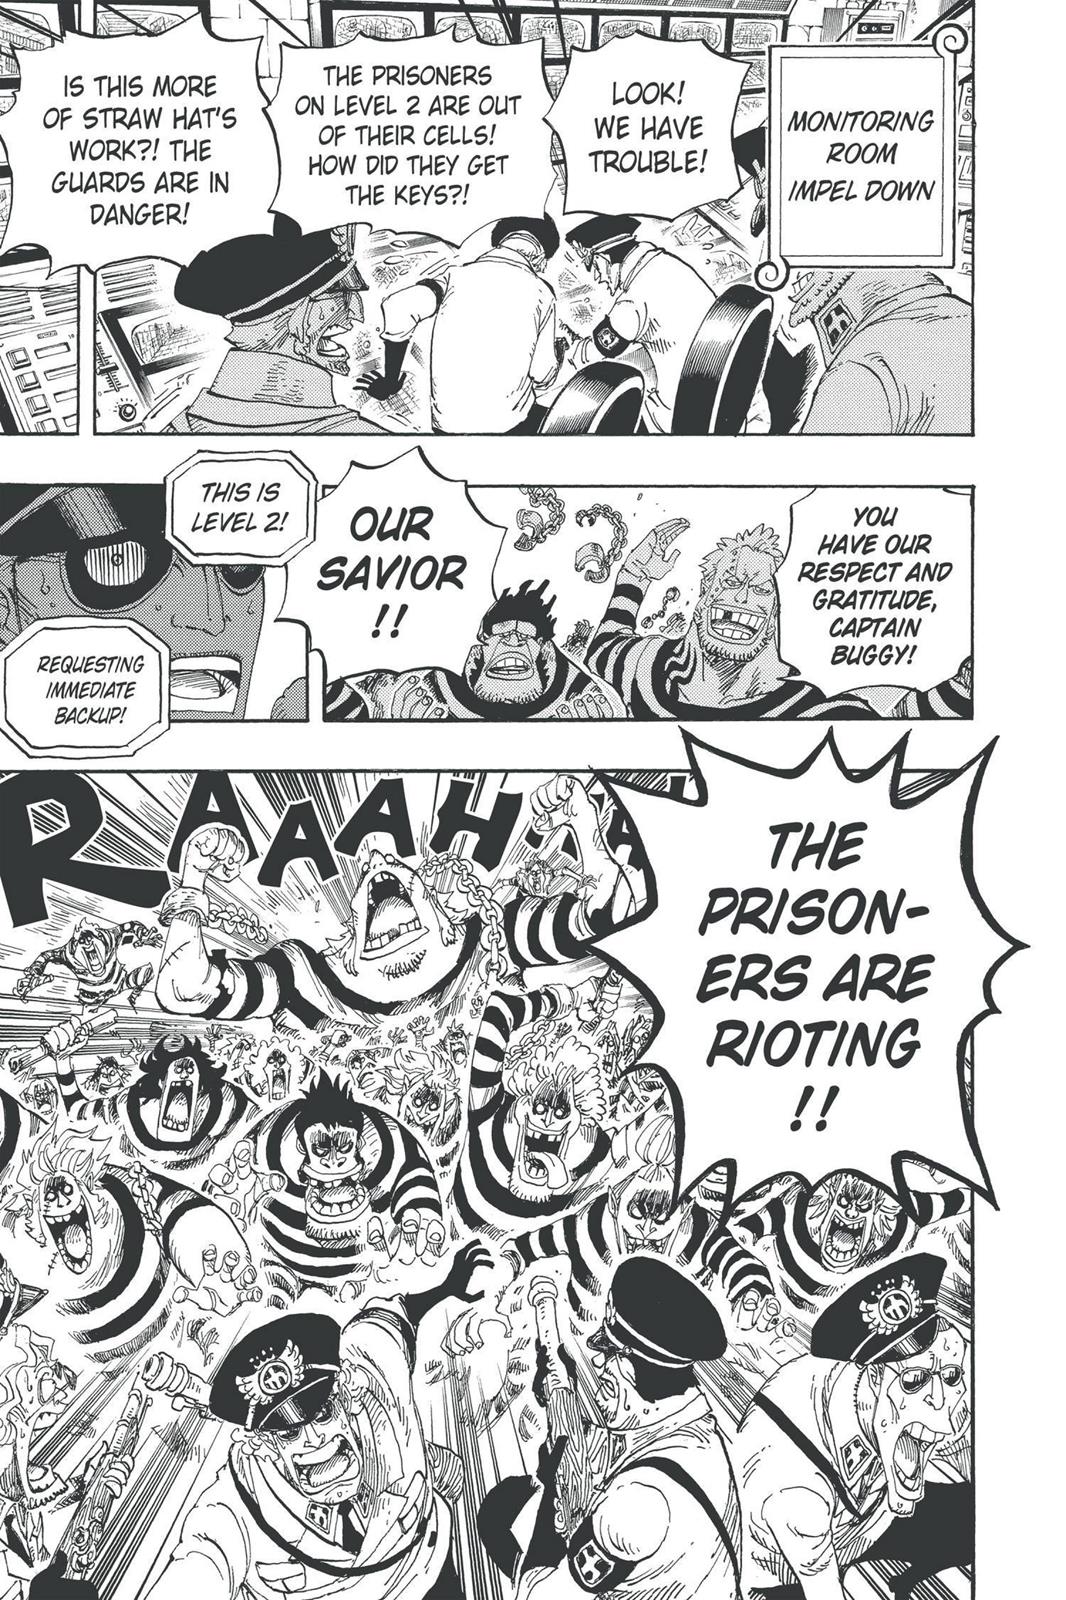 MONITORING
ROOM
IMPEL DOWN
LOOK!
WE HAVE
TROUBLE!
THE PRISONERS
ON LEVEL 2 ARE OUT
OF THEIR CELLS!
HOW DID THEY GET
THE KEYS?!
IS THIS MORE
OF STRAW HAT'S
WORK?! THE
GUARDS ARE IN
DANGER!
YOU
HAVE OUR
RESPECT AND
GRATITUDE,
CAPTAIN
BUGGY!
OUR
SAVIOR
!!
THIS IS
LEVEL 2!
REQUESTING
IMMEDIATE
BACKUP!
THE
PRISON-
ERS ARE
RIOTING
!!
RAAAHAA